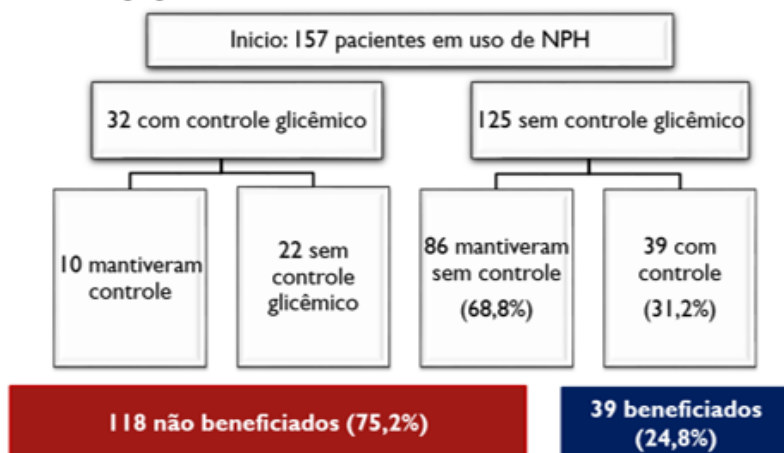 Inicio: 157 pacientes em uso de NPH
32 com controle glicêmico
125 sem controle glicêmico
10 mantiveram
controle
22 sem
controle
glicêmico
86 mantiveram
sem controle
(68,8%)
39 com
controle
(31,2%)
118 não beneficiados (75,2%)
39 beneficiados
(24,8%)